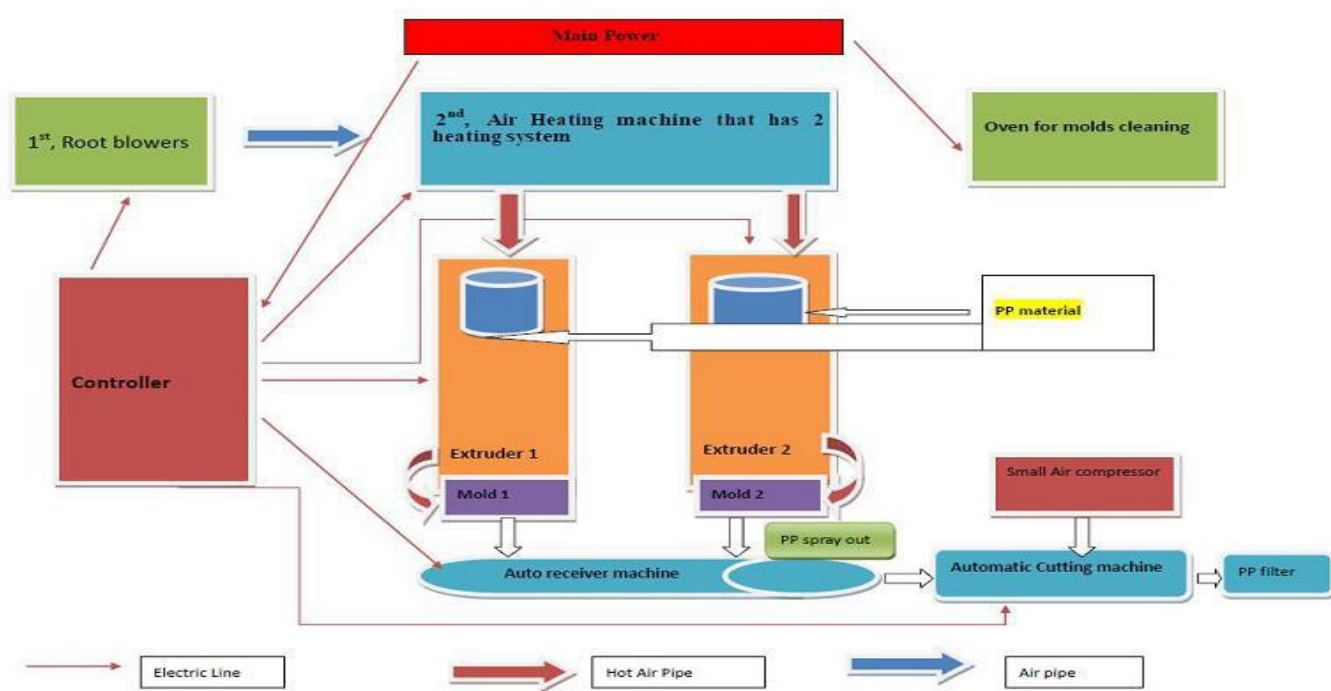 Main Power
1st, Root blowers
2nd, Air Heating machine that has 2
heating system
Oven for molds cleaning
PP material
Controller
Extruder 1
Extruder 2
Mold 1
Mold 2
Small Air compressor
PP spray out
Auto receiver machine
Automatic Cutting machine
PP filter
Electric Line
Hot Air Pipe
Air pipe